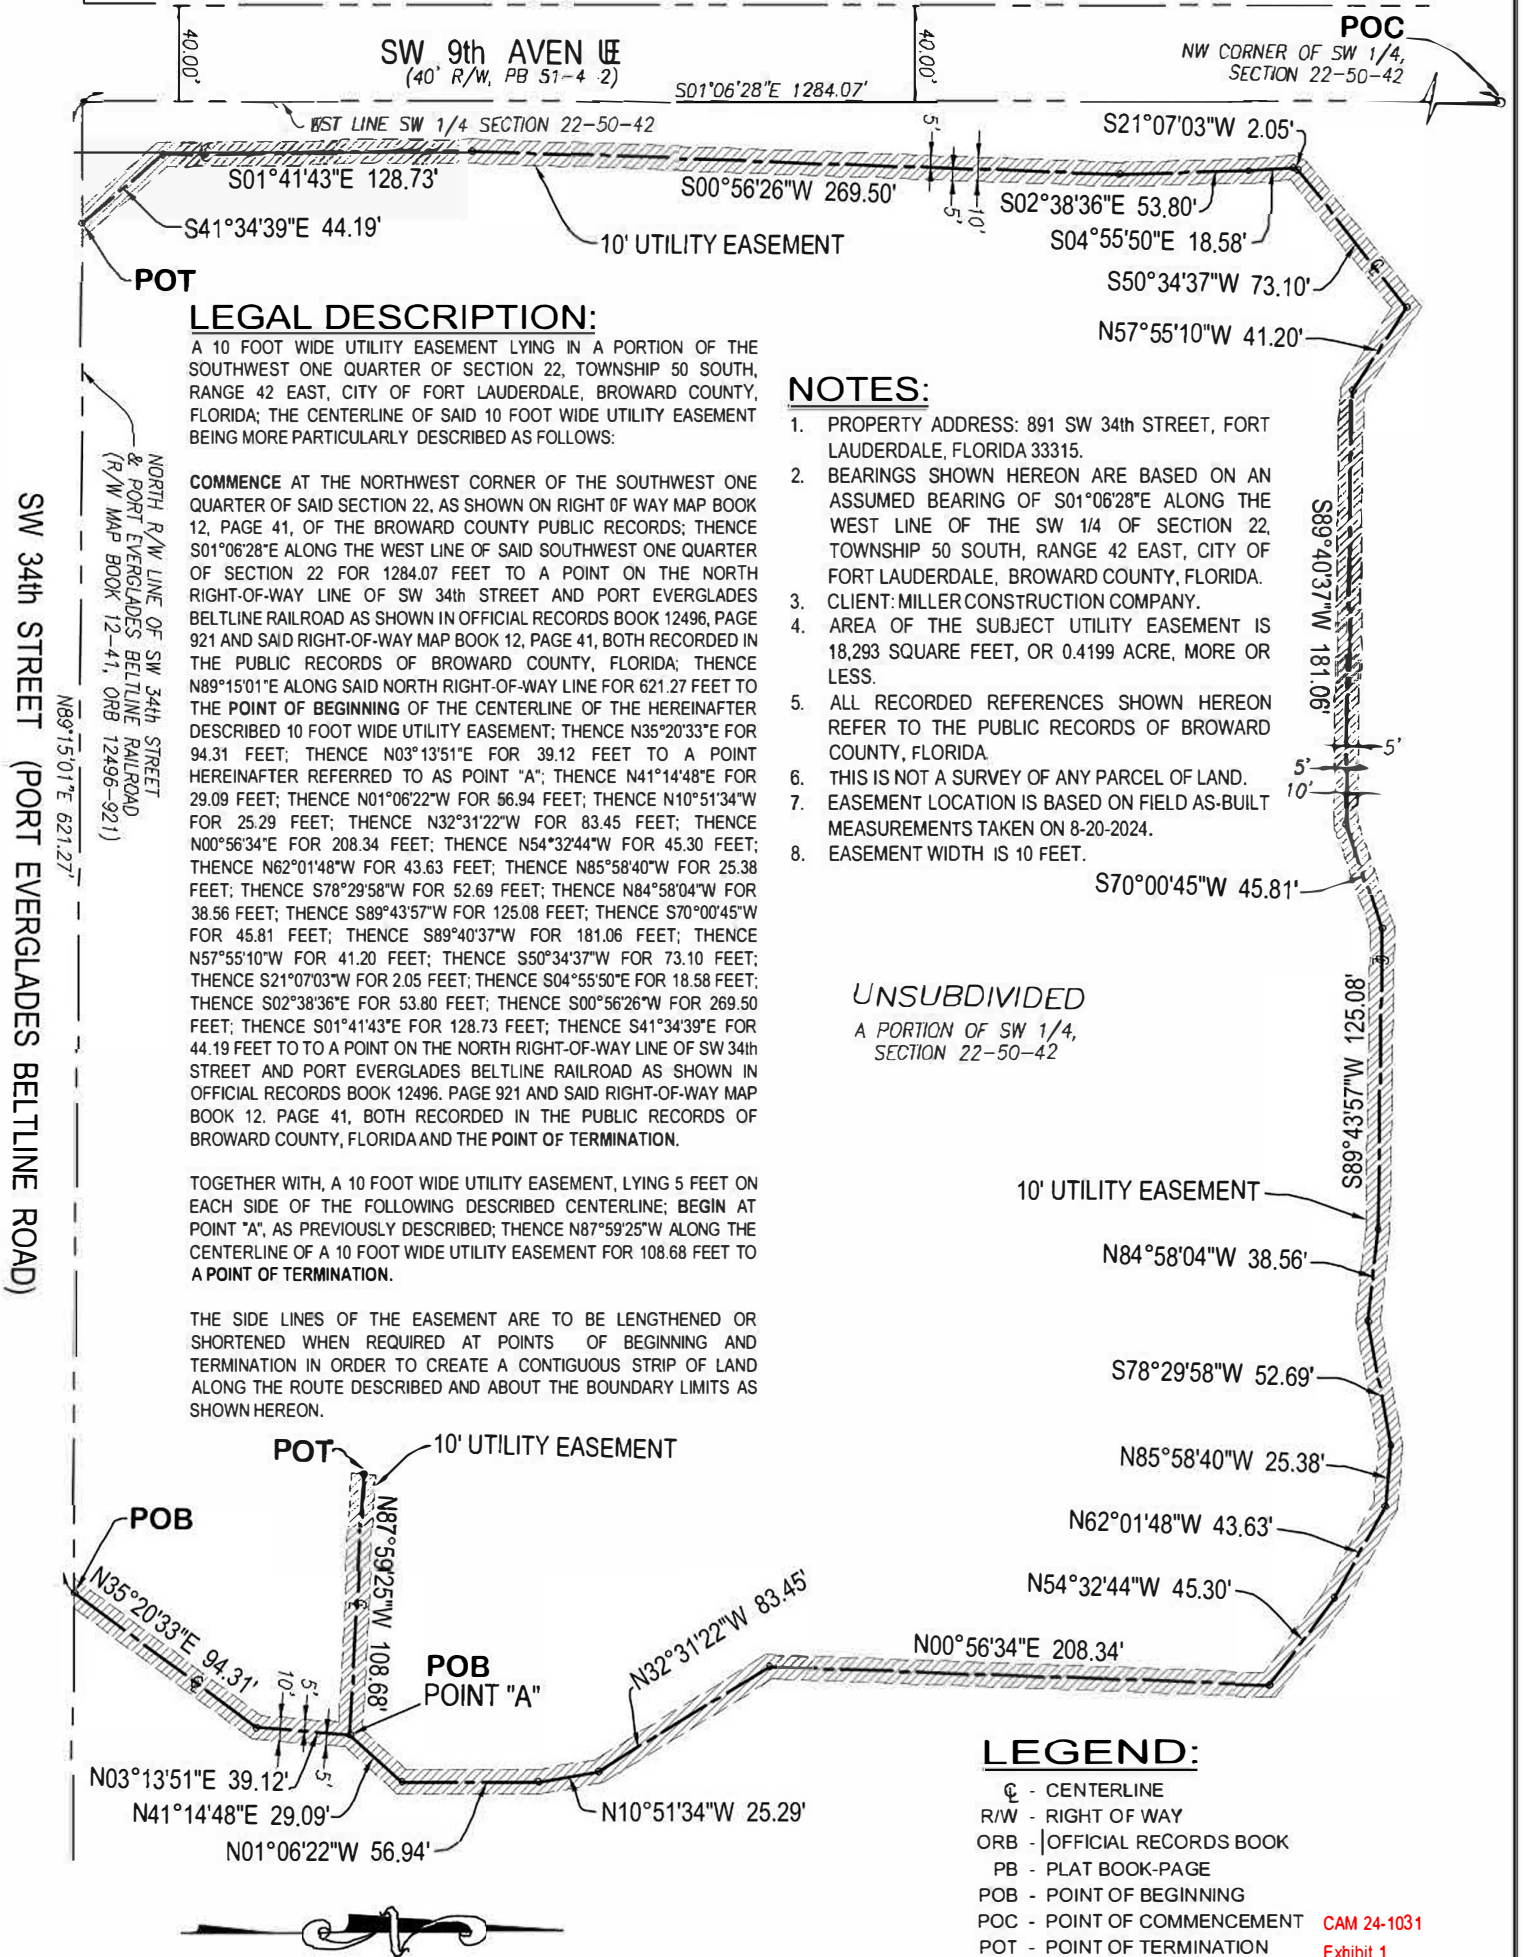 POC
NW CORNER OF SW 1/4,
SECTION 22-50-42
40.00'
SW 9th AVEN UE
(40' R/W, PB 51-4 2)
40.00'
S01°06'28"E 1284.07'
EST LINE SW 1/4 SECTION 22-50-42
S21°07'03"W 2.05'
5'
S01°41'43"E 128.73'
S00°56'26"W 269.50'
5'
10'
S02°38'36"E 53.80'
S41°34'39"E 44.19'
10' UTILITY EASEMENT
S04°55'50"E 18.58'
POT
S50°34'37"W 73.10'
℄
N57°55'10"W 41.20'
LEGAL DESCRIPTION:
A 10 FOOT WIDE UTILITY EASEMENT LYING IN A PORTION OF THE
SOUTHWEST ONE QUARTER OF SECTION 22, TOWNSHIP 50 SOUTH,
RANGE 42 EAST, CITY OF FORT LAUDERDALE, BROWARD COUNTY,
FLORIDA; THE CENTERLINE OF SAID 10 FOOT WIDE UTILITY EASEMENT
BEING MORE PARTICULARLY DESCRIBED AS FOLLOWS:
COMMENCE AT THE NORTHWEST CORNER OF THE SOUTHWEST ONE
QUARTER OF SAID SECTION 22, AS SHOWN ON RIGHT OF WAY MAP BOOK
12, PAGE 41, OF THE BROWARD COUNTY PUBLIC RECORDS; THENCE
S01°06'28"E ALONG THE WEST LINE OF SAID SOUTHWEST ONE QUARTER
OF SECTION 22 FOR 1284.07 FEET TO A POINT ON THE NORTH
RIGHT-OF-WAY LINE OF SW 34th STREET AND PORT EVERGLADES
BELTLINE RAILROAD AS SHOWN IN OFFICIAL RECORDS BOOK 12496, PAGE
921 AND SAID RIGHT-OF-WAY MAP BOOK 12, PAGE 41, BOTH RECORDED IN
THE PUBLIC RECORDS OF BROWARD COUNTY, FLORIDA; THENCE
N89°15'01"E ALONG SAID NORTH RIGHT-OF-WAY LINE FOR 621.27 FEET TO
THE POINT OF BEGINNING OF THE CENTERLINE OF THE HEREINAFTER
DESCRIBED 10 FOOT WIDE UTILITY EASEMENT; THENCE N35°20'33"E FOR
94.31 FEET; THENCE N03°13'51"E FOR 39.12 FEET TO A POINT
HEREINAFTER REFERRED TO AS POINT "A"; THENCE N41°14'48"E FOR
29.09 FEET; THENCE N01°06'22"W FOR 56.94 FEET; THENCE N10°51'34"W
FOR 25.29 FEET; THENCE N32°31'22"W FOR 83.45 FEET; THENCE
N00°56'34"E FOR 208.34 FEET; THENCE N54°32'44"W FOR 45.30 FEET;
THENCE N62°01'48"W FOR 43.63 FEET; THENCE N85°58'40"W FOR 25.38
FEET; THENCE S78°29'58"W FOR 52.69 FEET; THENCE N84°58'04"W FOR
38.56 FEET; THENCE S89°43'57"W FOR 125.08 FEET; THENCE S70°00'45"W
FOR 45.81 FEET; THENCE S89°40'37"W FOR 181.06 FEET; THENCE
N57°55'10"W FOR 41.20 FEET; THENCE S50°34'37"W FOR 73.10 FEET;
THENCE S21°07'03"W FOR 2.05 FEET; THENCE S04°55'50"E FOR 18.58 FEET;
THENCE S02°38'36"E FOR 53.80 FEET; THENCE S00°56'26"W FOR 269.50
FEET; THENCE S01°41'43"E FOR 128.73 FEET; THENCE S41°34'39"E FOR
44.19 FEET TO TO A POINT ON THE NORTH RIGHT-OF-WAY LINE OF SW 34th
STREET AND PORT EVERGLADES BELTLINE RAILROAD AS SHOWN IN
OFFICIAL RECORDS BOOK 12496. PAGE 921 AND SAID RIGHT-OF-WAY MAP
BOOK 12. PAGE 41, BOTH RECORDED IN THE PUBLIC RECORDS OF
BROWARD COUNTY, FLORIDA AND THE POINT OF TERMINATION.
TOGETHER WITH, A 10 FOOT WIDE UTILITY EASEMENT, LYING 5 FEET ON
EACH SIDE OF THE FOLLOWING DESCRIBED CENTERLINE; BEGIN AT
POINT "A", AS PREVIOUSLY DESCRIBED; THENCE N87°59'25"W ALONG THE
CENTERLINE OF A 10 FOOT WIDE UTILITY EASEMENT FOR 108.68 FEET TO
A POINT OF TERMINATION.
THE SIDE LINES OF THE EASEMENT ARE TO BE LENGTHENED OR
SHORTENED WHEN REQUIRED AT POINTS OF BEGINNING AND
TERMINATION IN ORDER TO CREATE A CONTIGUOUS STRIP OF LAND
ALONG THE ROUTE DESCRIBED AND ABOUT THE BOUNDARY LIMITS AS
SHOWN HEREON.
NOTES:
1. PROPERTY ADDRESS: 891 SW 34th STREET, FORT
LAUDERDALE, FLORIDA 33315.
2. BEARINGS SHOWN HEREON ARE BASED ON AN
ASSUMED BEARING OF S01°06'28"E ALONG THE
WEST LINE OF THE SW 1/4 OF SECTION 22,
TOWNSHIP 50 SOUTH, RANGE 42 EAST, CITY OF
FORT LAUDERDALE, BROWARD COUNTY, FLORIDA.
3. CLIENT: MILLER CONSTRUCTION COMPANY.
4. AREA OF THE SUBJECT UTILITY EASEMENT IS
18,293 SQUARE FEET, OR 0.4199 ACRE, MORE OR
LESS.
5. ALL RECORDED REFERENCES SHOWN HEREON
REFER TO THE PUBLIC RECORDS OF BROWARD
COUNTY, FLORIDA.
6. THIS IS NOT A SURVEY OF ANY PARCEL OF LAND.
7. EASEMENT LOCATION IS BASED ON FIELD AS-BUILT
MEASUREMENTS TAKEN ON 8-20-2024.
8. EASEMENT WIDTH IS 10 FEET.
S89°40'37"W 181.06'
5'
5'
10'
S70°00'45"W 45.81'
NORTH R/W LINE OF SW 34th STREET
& PORT EVERGLADES BELTLINE RAILROAD
(R/W MAP BOOK 12-41, ORB 12496-921)
N89°15'01"E 621.27'
SW 34th STREET (PORT EVERGLADES BELTLINE ROAD)
UNSUBDIVIDED
A PORTION OF SW 1/4,
SECTION 22-50-42
℄
S89°43'57"W 125.08'
10' UTILITY EASEMENT
N84°58'04"W 38.56'
S78°29'58"W 52.69'
N85°58'40"W 25.38'
N62°01'48"W 43.63'
N54°32'44"W 45.30'
POT
10' UTILITY EASEMENT
POB
N87°59'25"W 108.68'
℄
N35°20'33"E 94.31'
℄
10'
5'
5'
POB
POINT "A"
N32°31'22"W 83.45'
N00°56'34"E 208.34'
N03°13'51"E 39.12'
N41°14'48"E 29.09'
N01°06'22"W 56.94'
N10°51'34"W 25.29'
LEGEND:
℄ - CENTERLINE
R/W - RIGHT OF WAY
ORB - OFFICIAL RECORDS BOOK
PB - PLAT BOOK-PAGE
POB - POINT OF BEGINNING
POC - POINT OF COMMENCEMENT
POT - POINT OF TERMINATION
CAM 24-1031
Exhibit 1